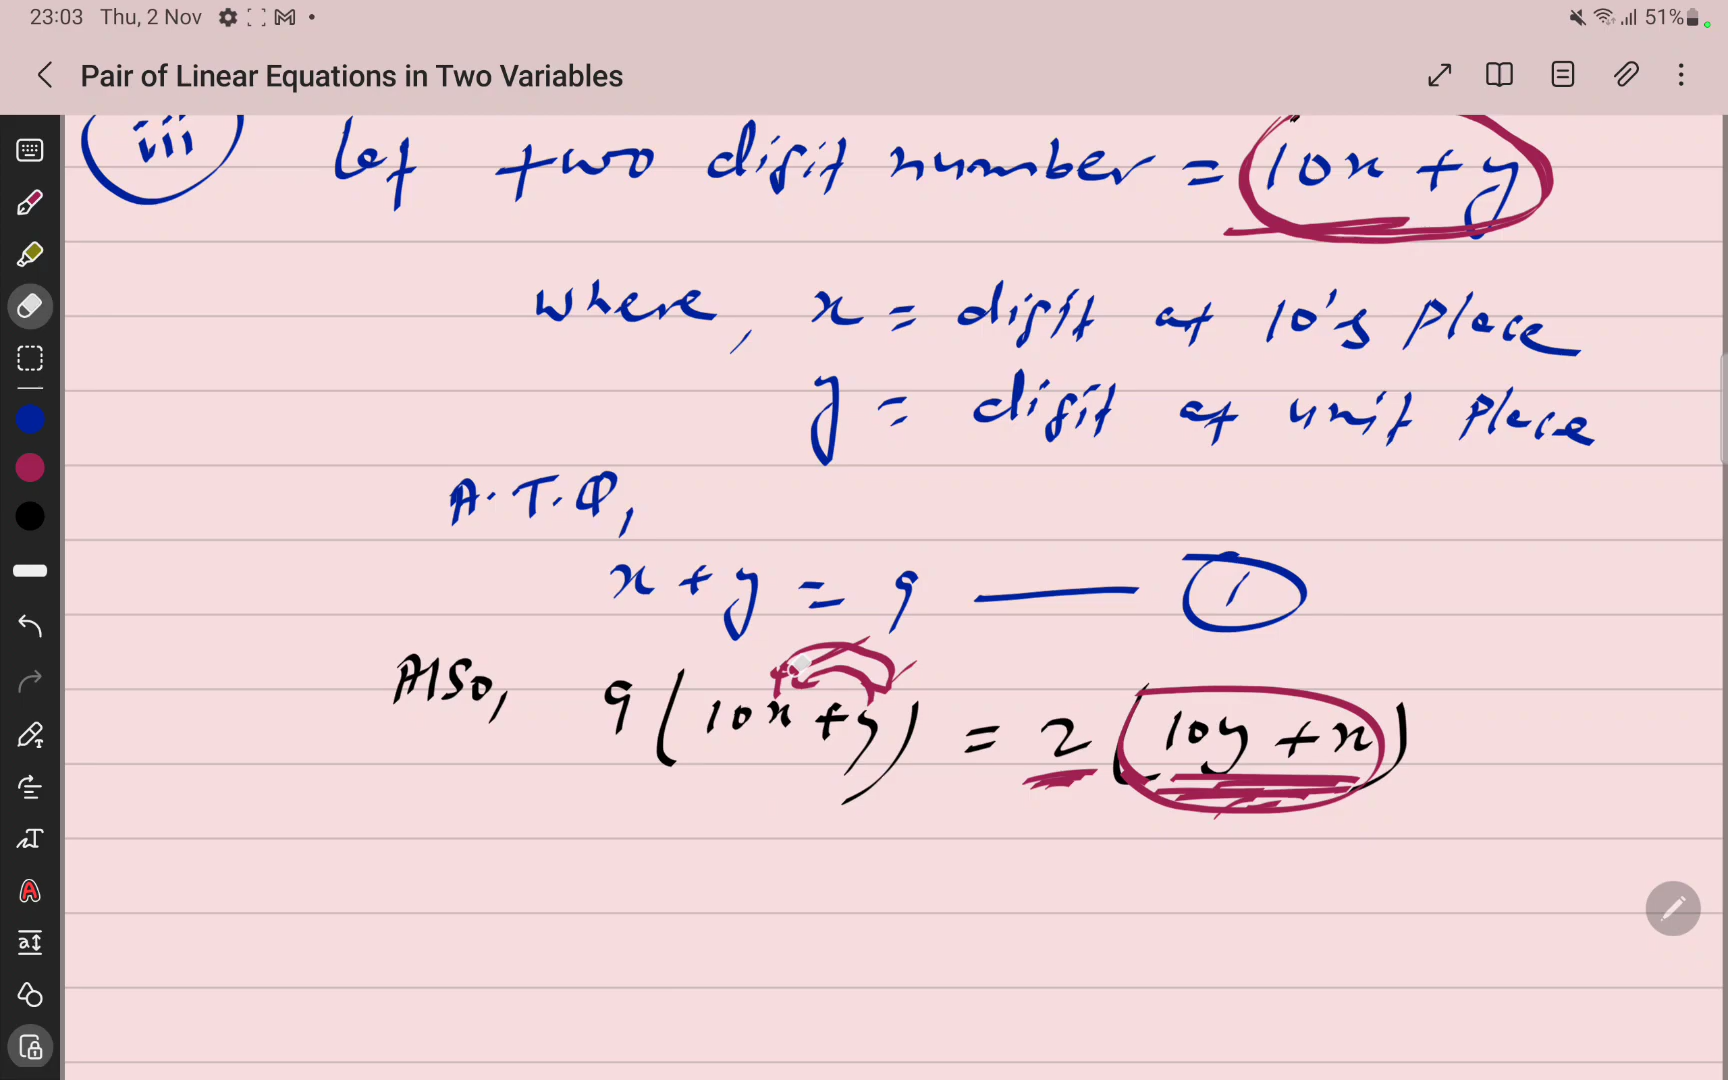 23:03 Thu, 2 Nov
51%
Pair of Linear Equations in Two Variables
iii Let two digit number = 10x + y
where, x = digit at 10's place
y = digit at unit place
A.T.Q,
x + y = 9 — 1
Also, 9(10x+y) = 2(10y+x)